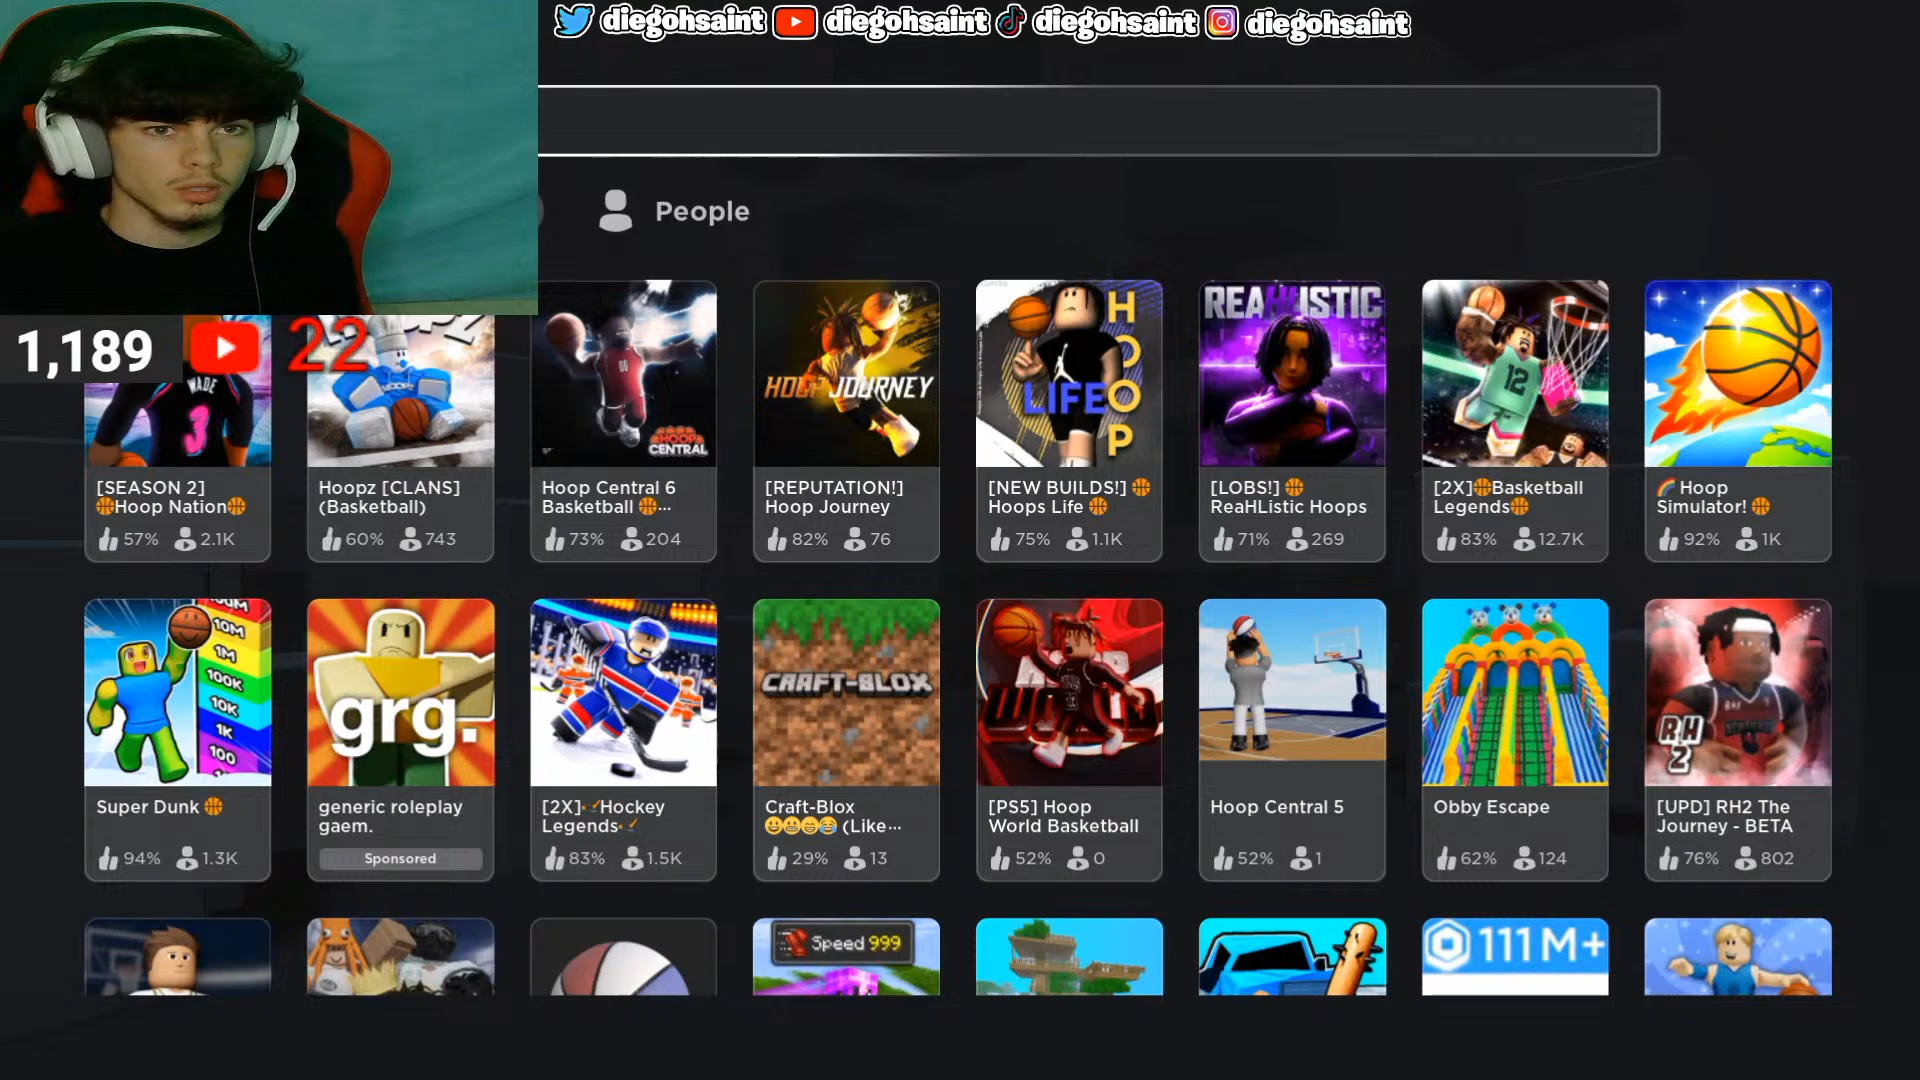 diegohsaint diegohsaint diegohsaint diegohsaint
People
1,189 22
WADE
3
HOOP CENTRAL
00
HOOP JOURNEY
HOOP
LIFE
REAHLISTIC
12
[SEASON 2]
🏀Hoop Nation🏀
57% 2.1K
Hoopz [CLANS]
(Basketball)
60% 743
Hoop Central 6
Basketball 🏀...
73% 204
[REPUTATION!]
Hoop Journey
82% 76
[NEW BUILDS!] 🏀
Hoops Life 🏀
75% 1.1K
[LOBS!] 🏀
ReaHListic Hoops
71% 269
[2X]🏀Basketball
Legends🏀
83% 12.7K
🌈Hoop
Simulator! 🏀
92% 1K
10M
1M
100K
10K
1K
100
grg.
CRAFT-BLOX
WORLD
RH
2
Super Dunk 🏀
94% 1.3K
generic roleplay
gaem.
Sponsored
[2X]🏒Hockey
Legends🏒
83% 1.5K
Craft-Blox
😀😬😁😂 (Like...
29% 13
[PS5] Hoop
World Basketball
52% 0
Hoop Central 5
52% 1
Obby Escape
62% 124
[UPD] RH2 The
Journey - BETA
76% 802
Speed 999
111M+